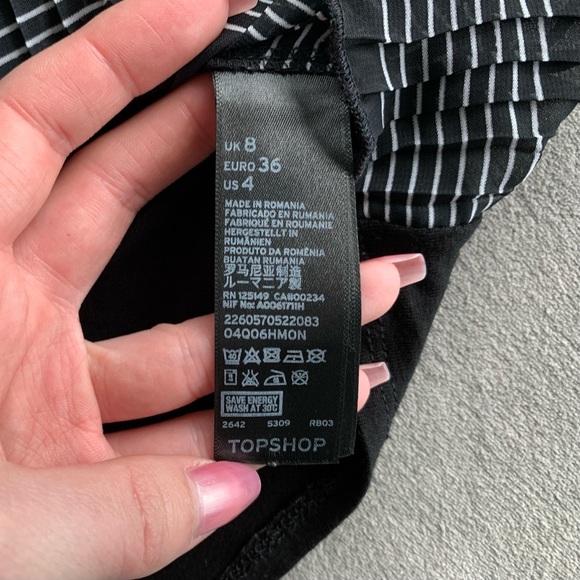 UK 8
EURO 36
US 4
MADE IN ROMANIA
FABRICADO EN RUMANIA
FABRIQUÉ EN ROUMANIE
HERGESTELLT IN
RUMÄNIEN
PRODUTO DA ROMÊNIA
BUATAN RUMANIA
罗马尼亚制造
ルーマニア製
RN 125149 CA1100234
NIF No: A0061711H
2260570522083
04Q06HMON
SAVE ENERGY
WASH AT 30°C
2642 5309 RB03
TOPSHOP